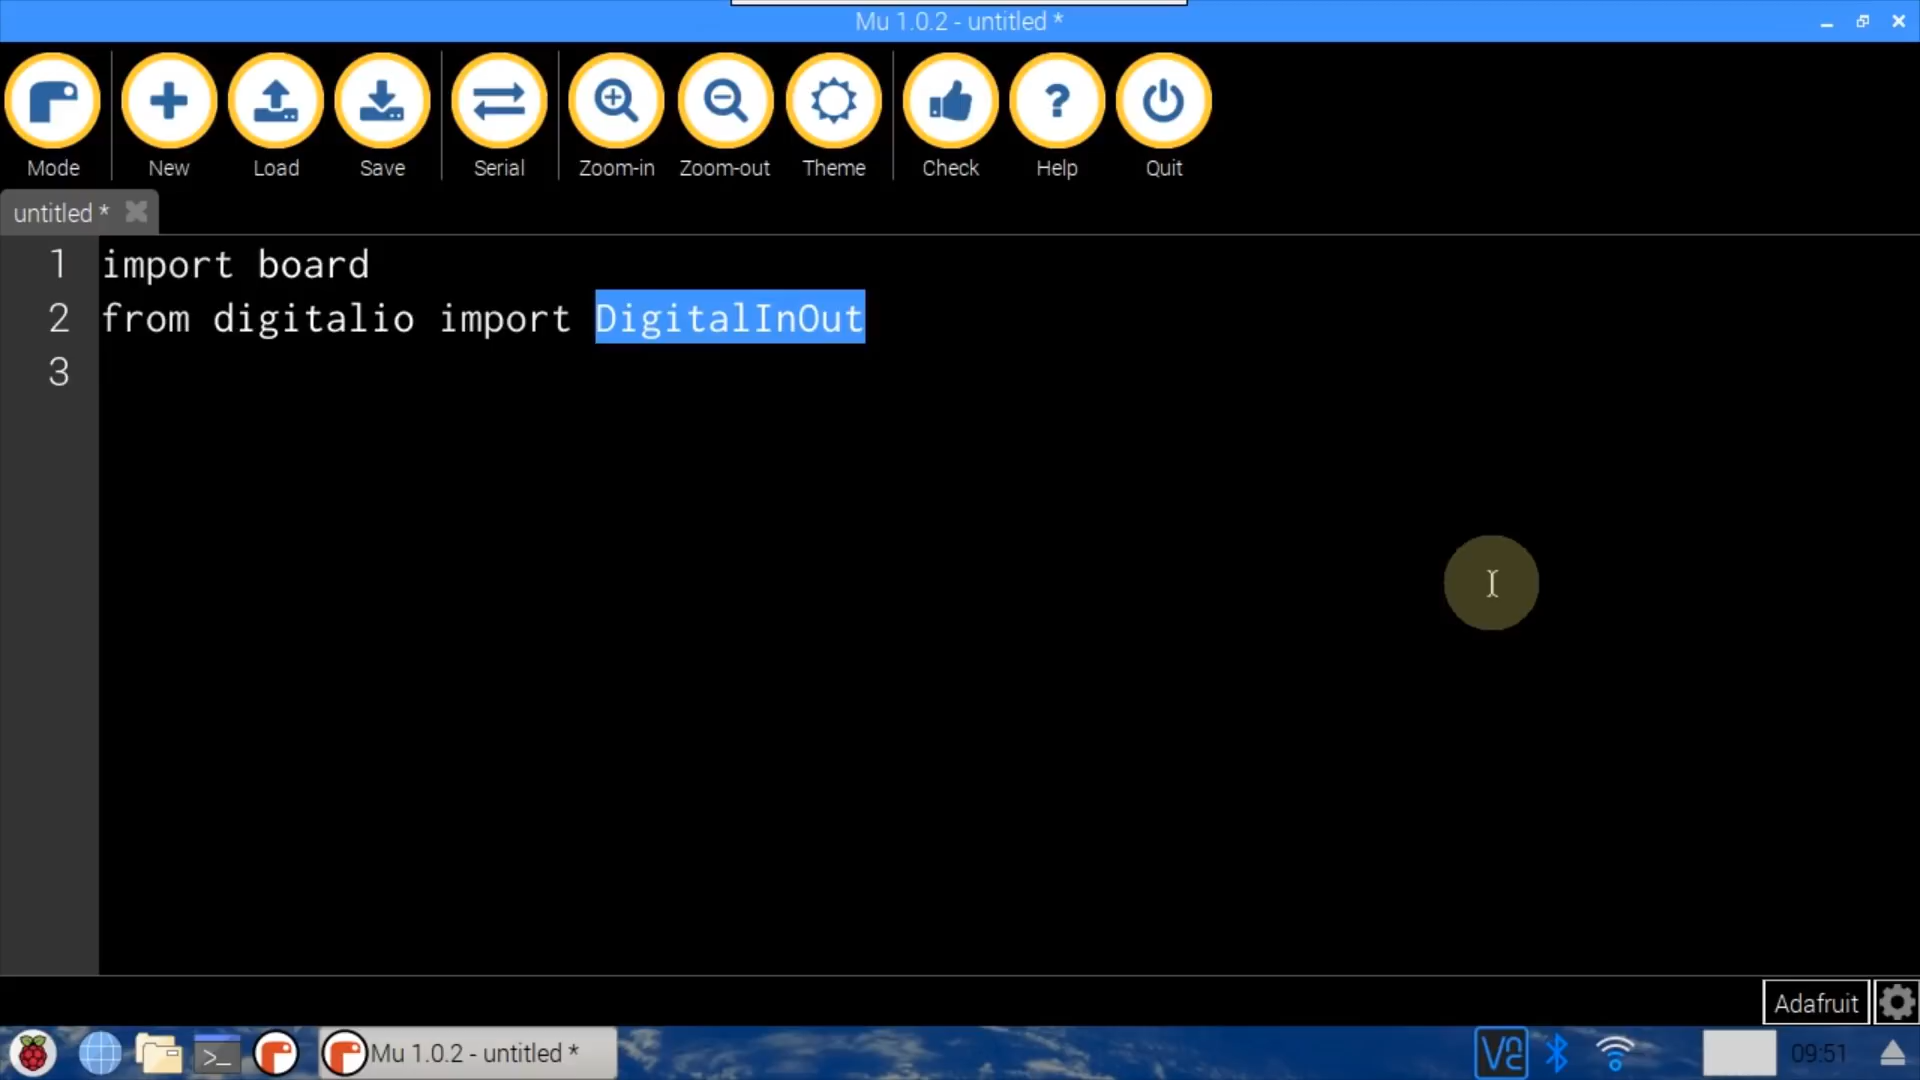 Mu 1.0.2 - untitled *
Mode New Load Save Serial Zoom-in Zoom-out Theme Check Help Quit
untitled *
1 import board
2 from digitalio import DigitalInOut
3
Adafruit
Mu 1.0.2 - untitled *
09:51